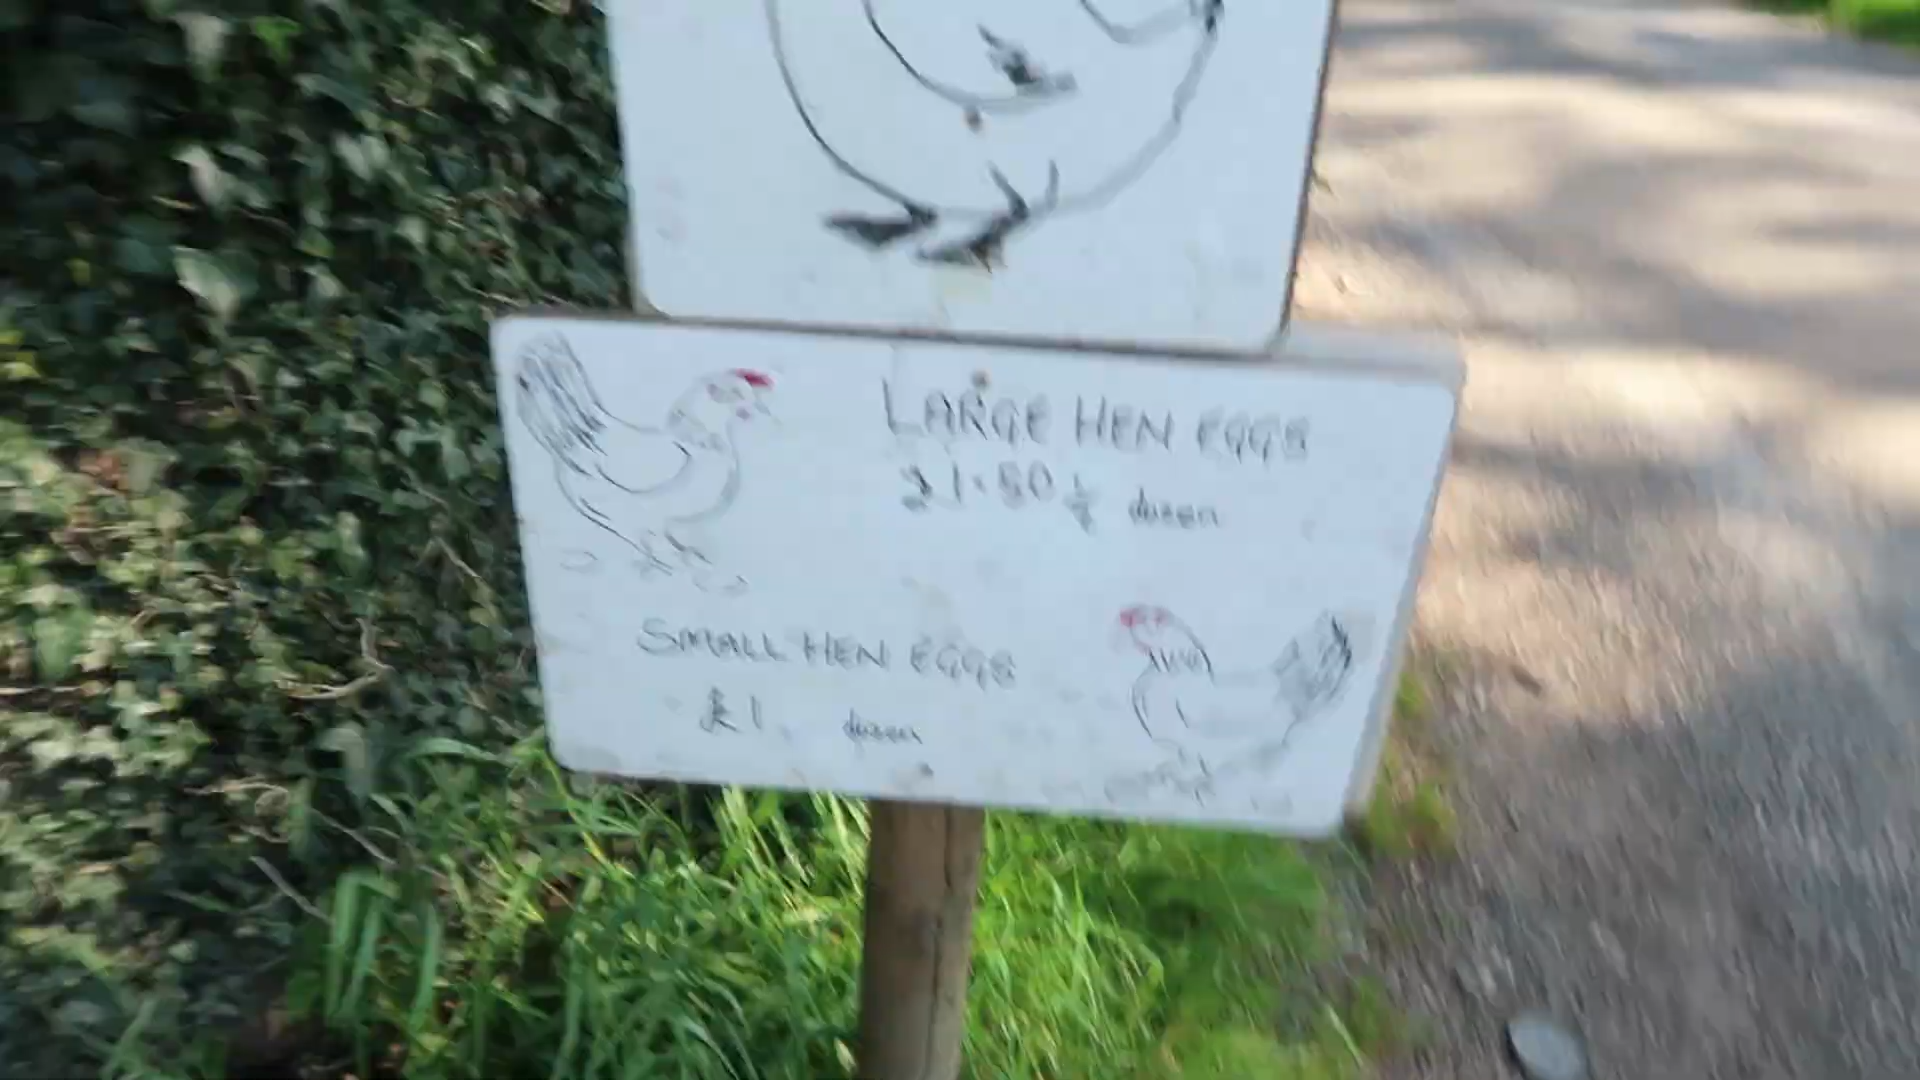 LARGE HEN EGGS
£1.50 ½ dozen
SMALL HEN EGGS
£1 dozen